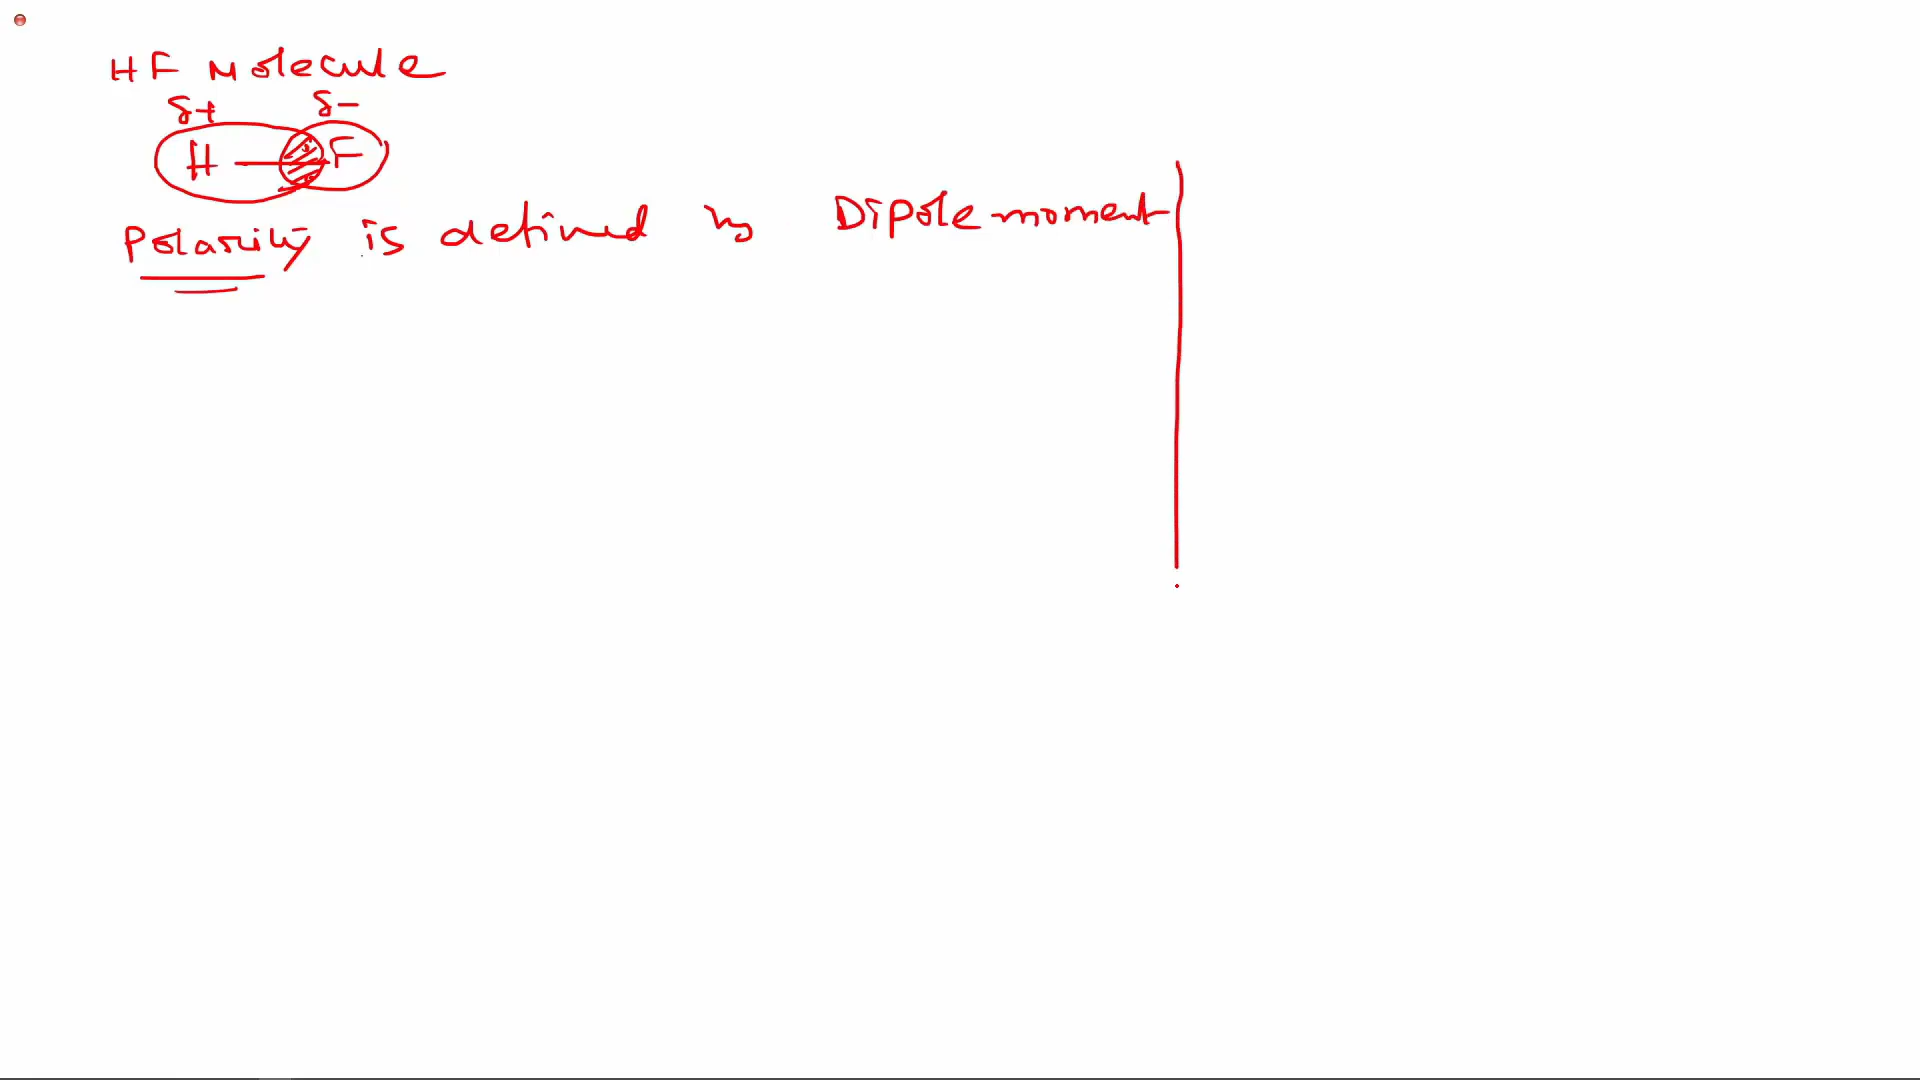 HF Molecule
δ+ δ-
H — F
Polarity is defined by Dipole moment